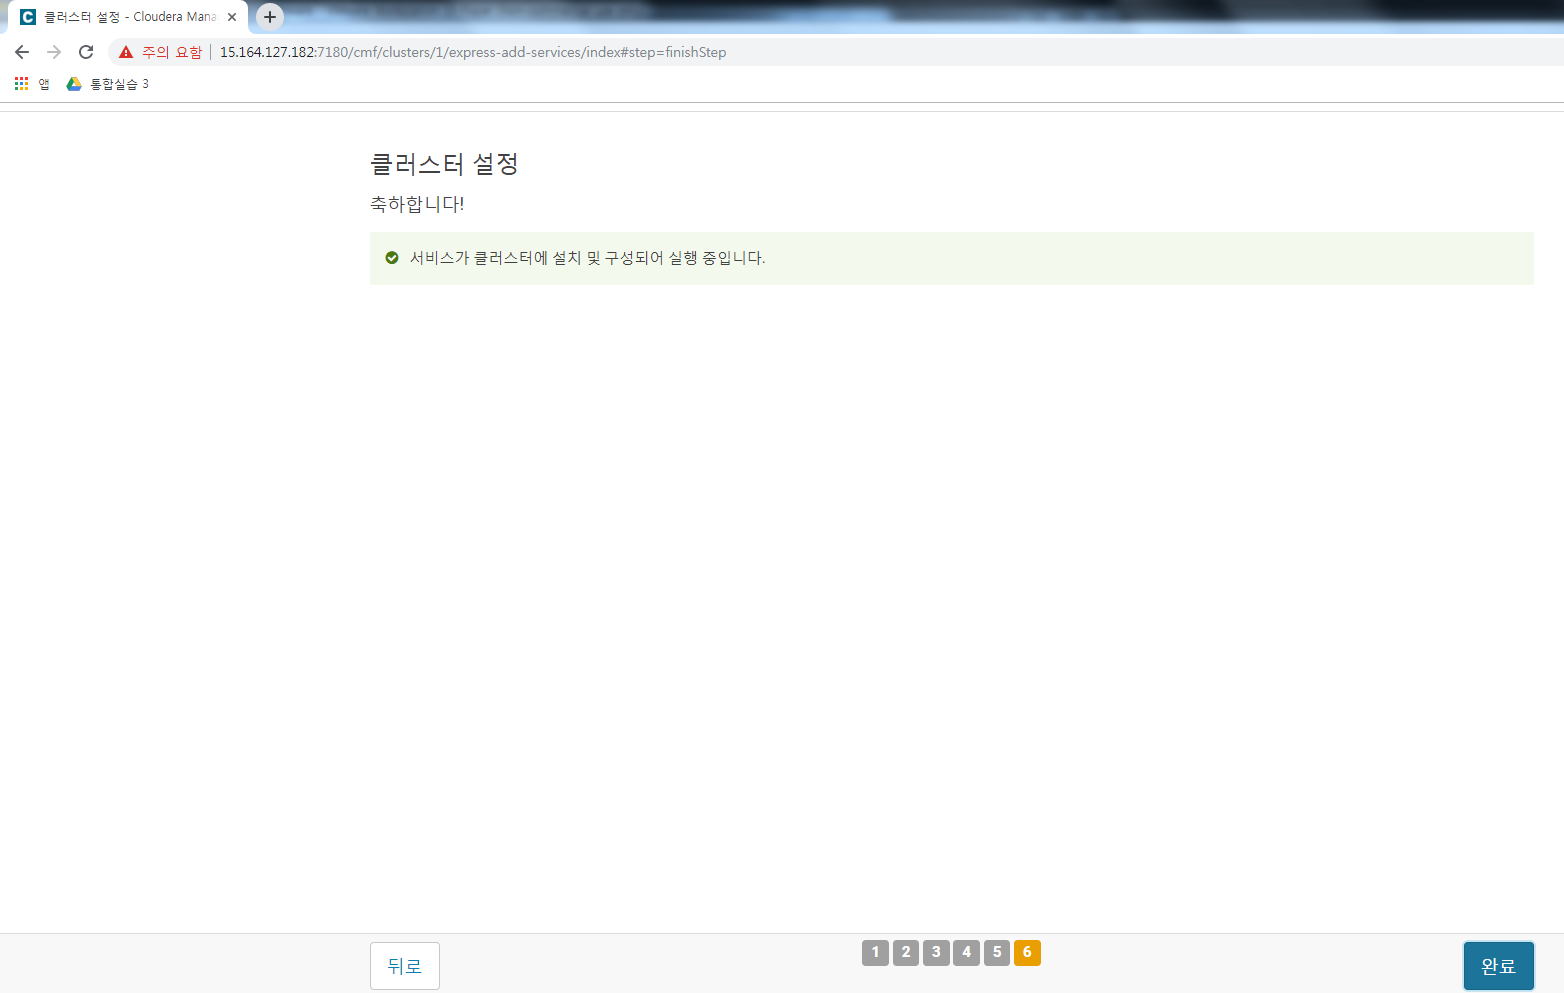 클러스터 설정 - Cloudera Mana
주의 요함 15.164.127.182:7180/cmf/clusters/1/express-add-services/index#step=finishStep
앱 통합실습 3
클러스터 설정
축하합니다!
서비스가 클러스터에 설치 및 구성되어 실행 중입니다.
뒤로 1 2 3 4 5 6 완료